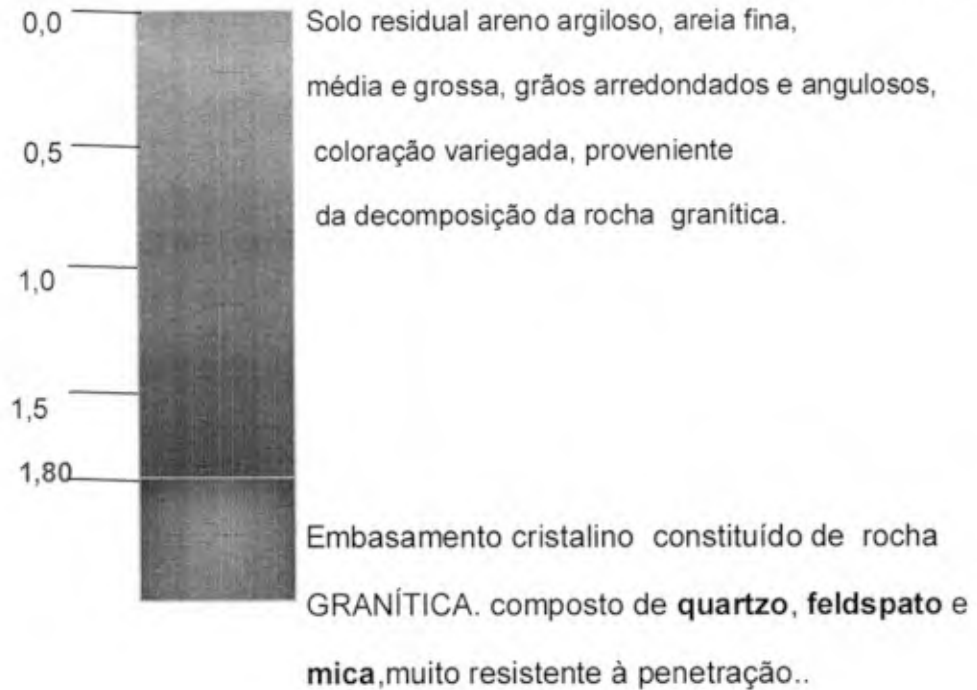 0,0 Solo residual areno argiloso, areia fina,
média e grossa, grãos arredondados e angulosos,
0,5 coloração variegada, proveniente
da decomposição da rocha granítica.
1,0
1,5
1,80
Embasamento cristalino constituído de rocha
GRANÍTICA. composto de quartzo, feldspato e
mica,muito resistente à penetração..